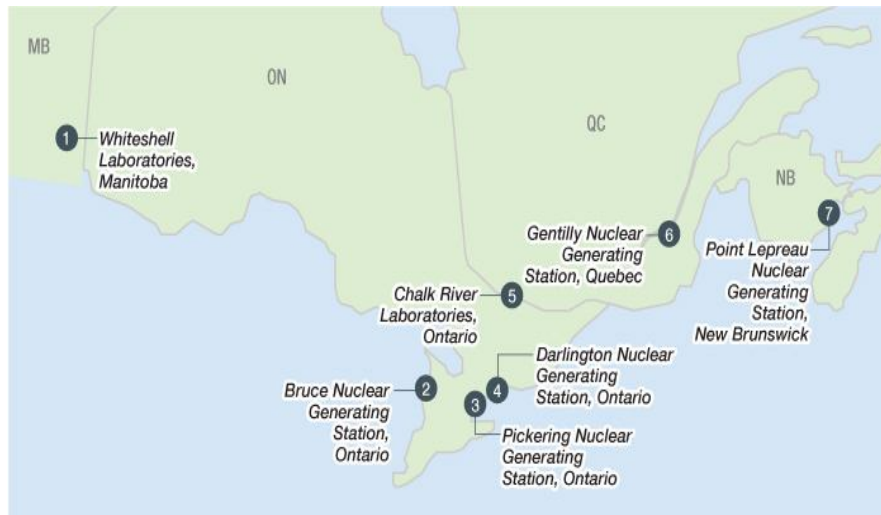 MB
ON
QC
NB
1
Whiteshell
Laboratories,
Manitoba
7
6
Gentilly Nuclear
Generating
Station, Quebec
Point Lepreau
Nuclear
Generating
Station,
New Brunswick
5
Chalk River
Laboratories,
Ontario
Darlington Nuclear
Generating
Station, Ontario
4
2
Bruce Nuclear
Generating
Station,
Ontario
3
Pickering Nuclear
Generating
Station, Ontario